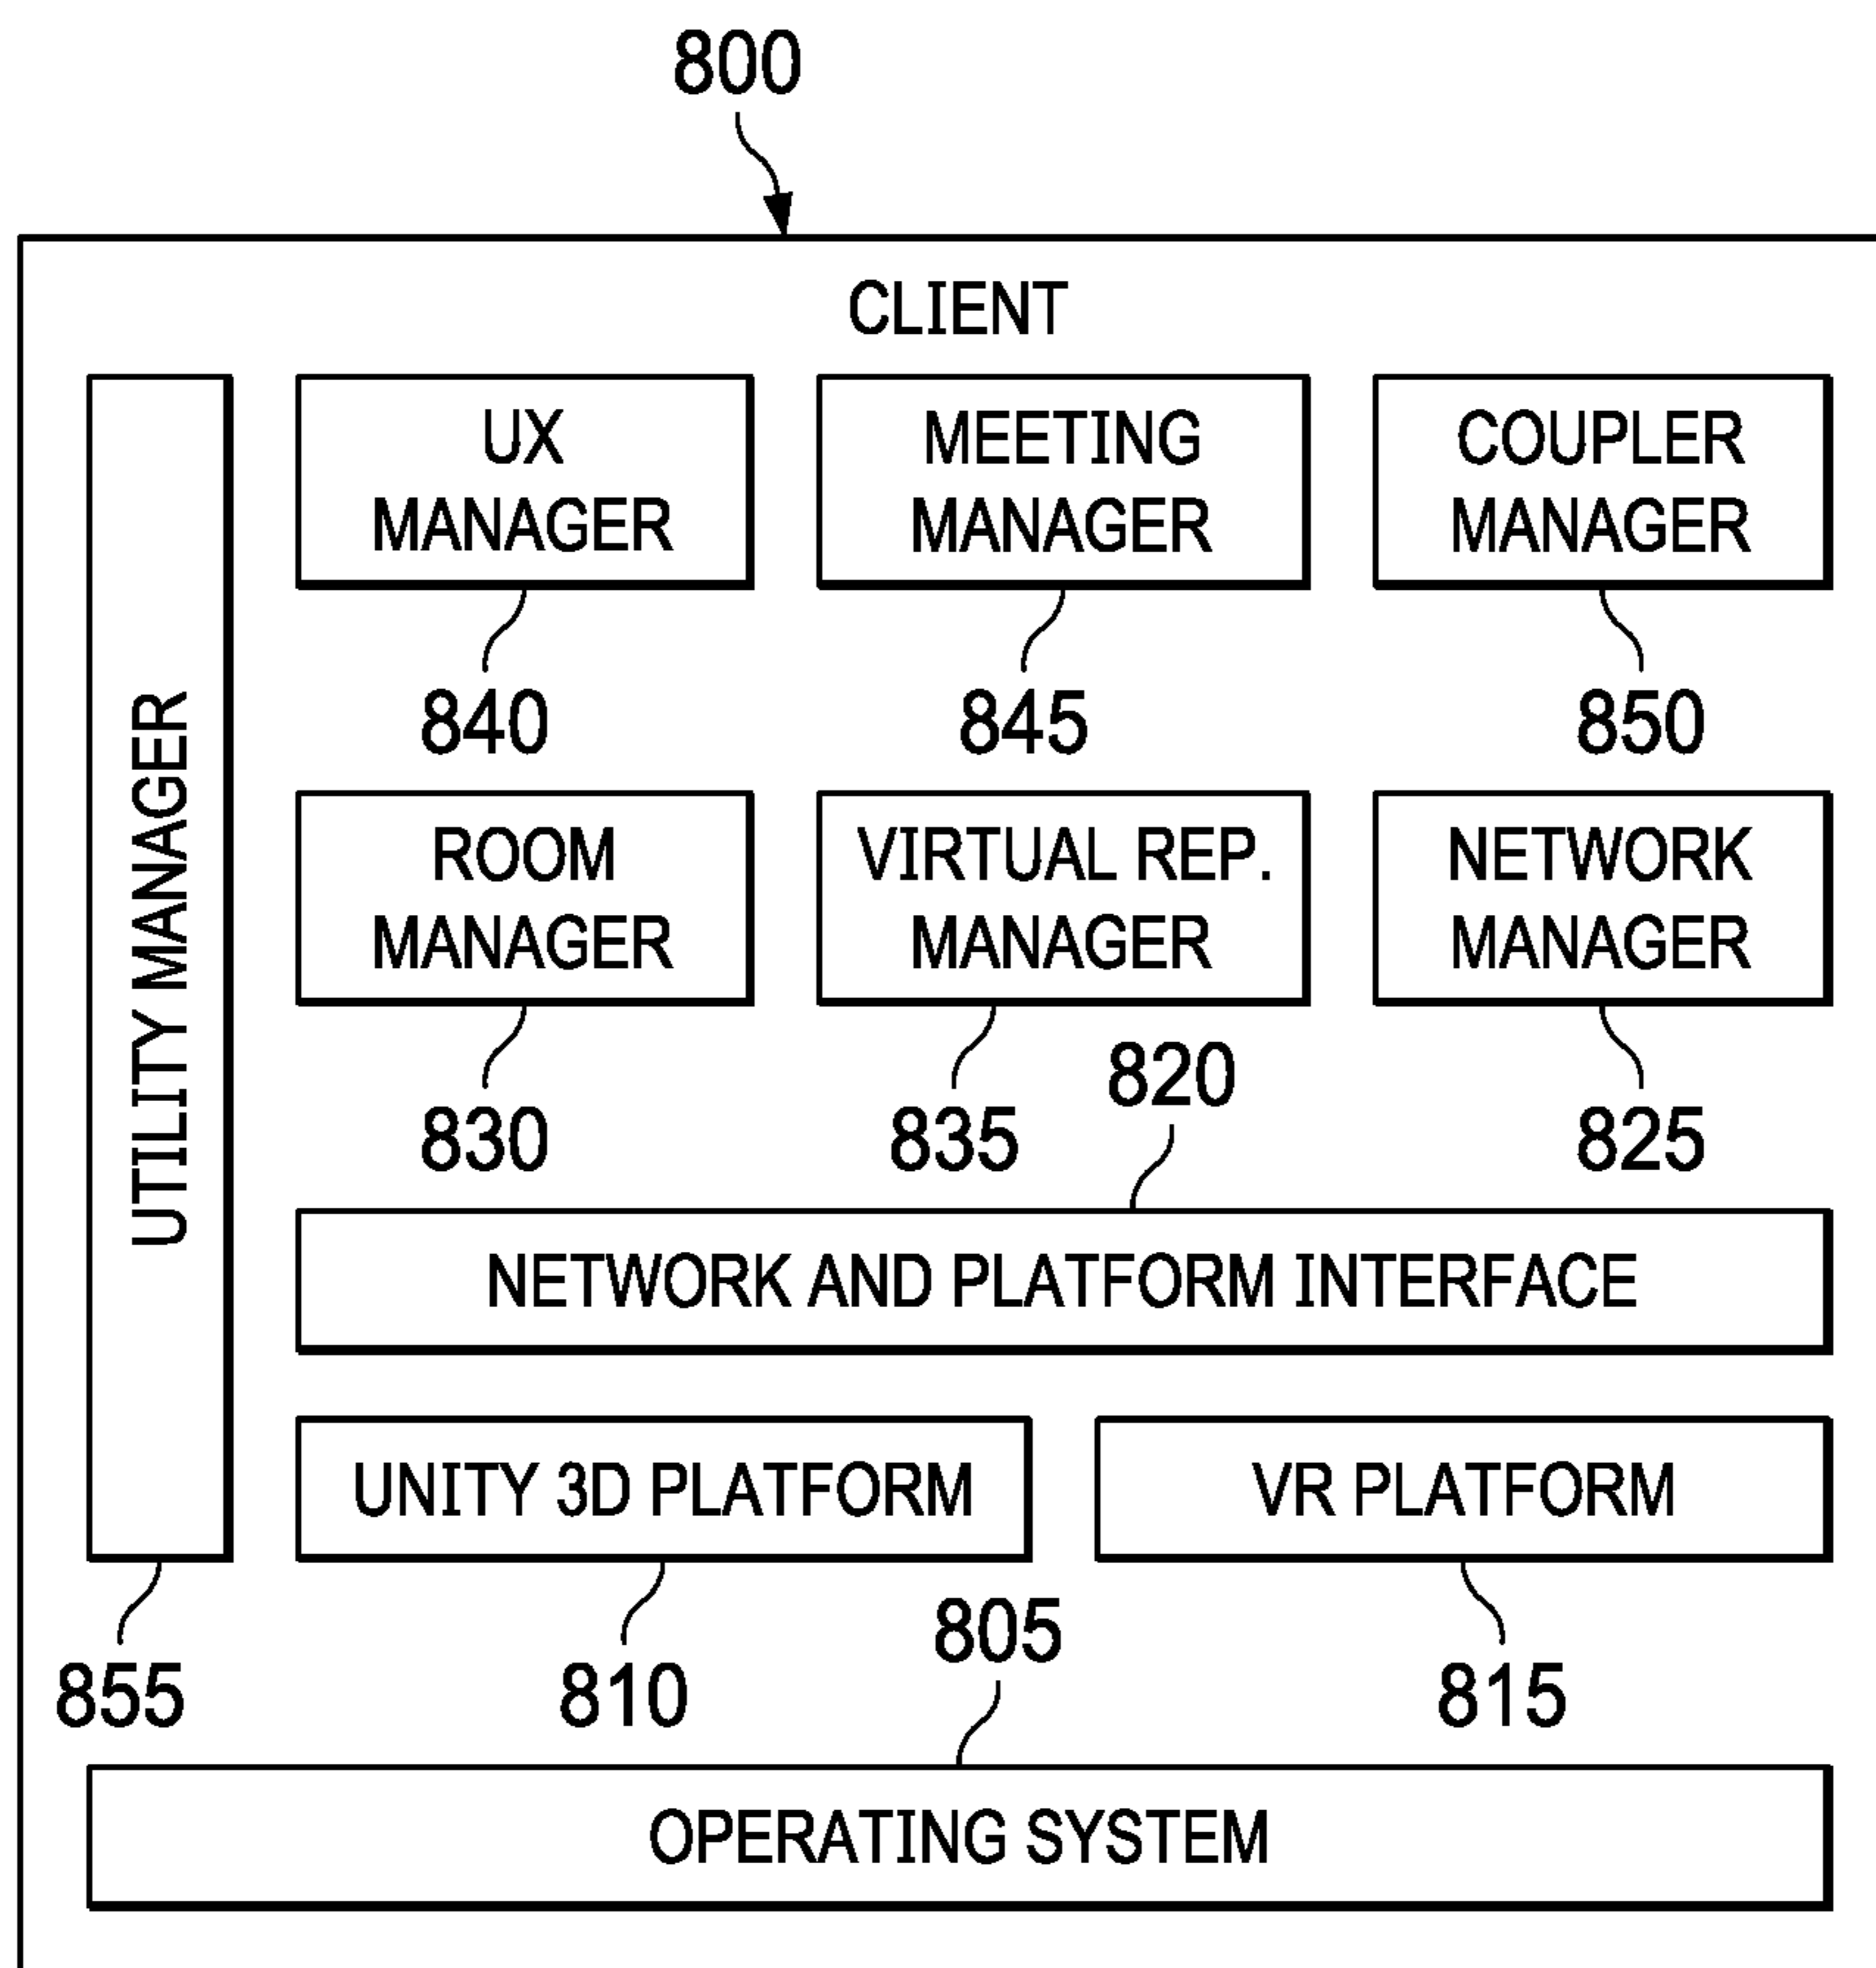 800
CLIENT
UTILITY MANAGER
UX
MANAGER
MEETING
MANAGER
COUPLER
MANAGER
840
845
850
ROOM
MANAGER
VIRTUAL REP.
MANAGER
NETWORK
MANAGER
830
835
820
825
NETWORK AND PLATFORM INTERFACE
UNITY 3D PLATFORM
VR PLATFORM
855
810
805
815
OPERATING SYSTEM